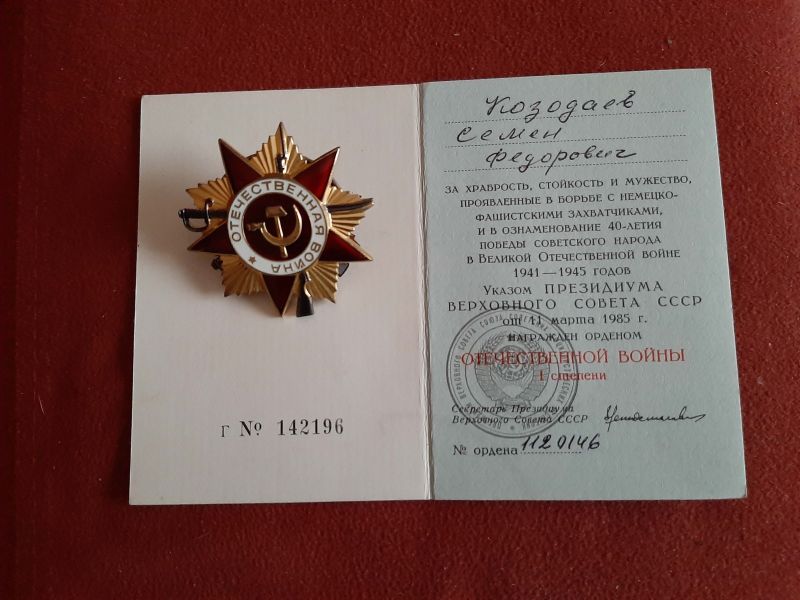 ОТЕЧЕСТВЕННАЯ ВОЙНА
Г № 142196
Козодаев
Семен
Федорович
ЗА ХРАБРОСТЬ, СТОЙКОСТЬ И МУЖЕСТВО,
ПРОЯВЛЕННЫЕ В БОРЬБЕ С НЕМЕЦКО-
ФАШИСТСКИМИ ЗАХВАТЧИКАМИ,
И В ОЗНАМЕНОВАНИЕ 40-ЛЕТИЯ
ПОБЕДЫ СОВЕТСКОГО НАРОДА
В ВЕЛИКОЙ ОТЕЧЕСТВЕННОЙ ВОЙНЕ
1941—1945 ГОДОВ
УКАЗОМ ПРЕЗИДИУМА
ВЕРХОВНОГО СОВЕТА СССР
от 11 марта 1985 г.
НАГРАЖДЕН ОРДЕНОМ
ОТЕЧЕСТВЕННОЙ ВОЙНЫ
I степени
Секретарь Президиума
Верховного Совета СССР
№ ордена 1120146